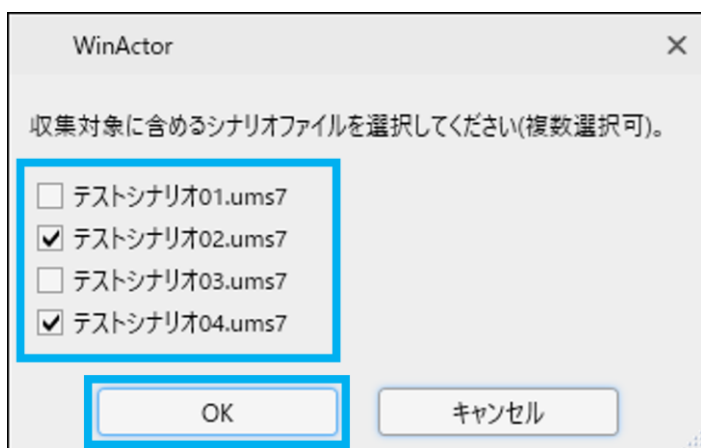 WinActor
収集対象に含めるシナリオファイルを選択してください(複数選択可)。
テストシナリオ01.ums7
テストシナリオ02.ums7
テストシナリオ03.ums7
テストシナリオ04.ums7
OK
キャンセル